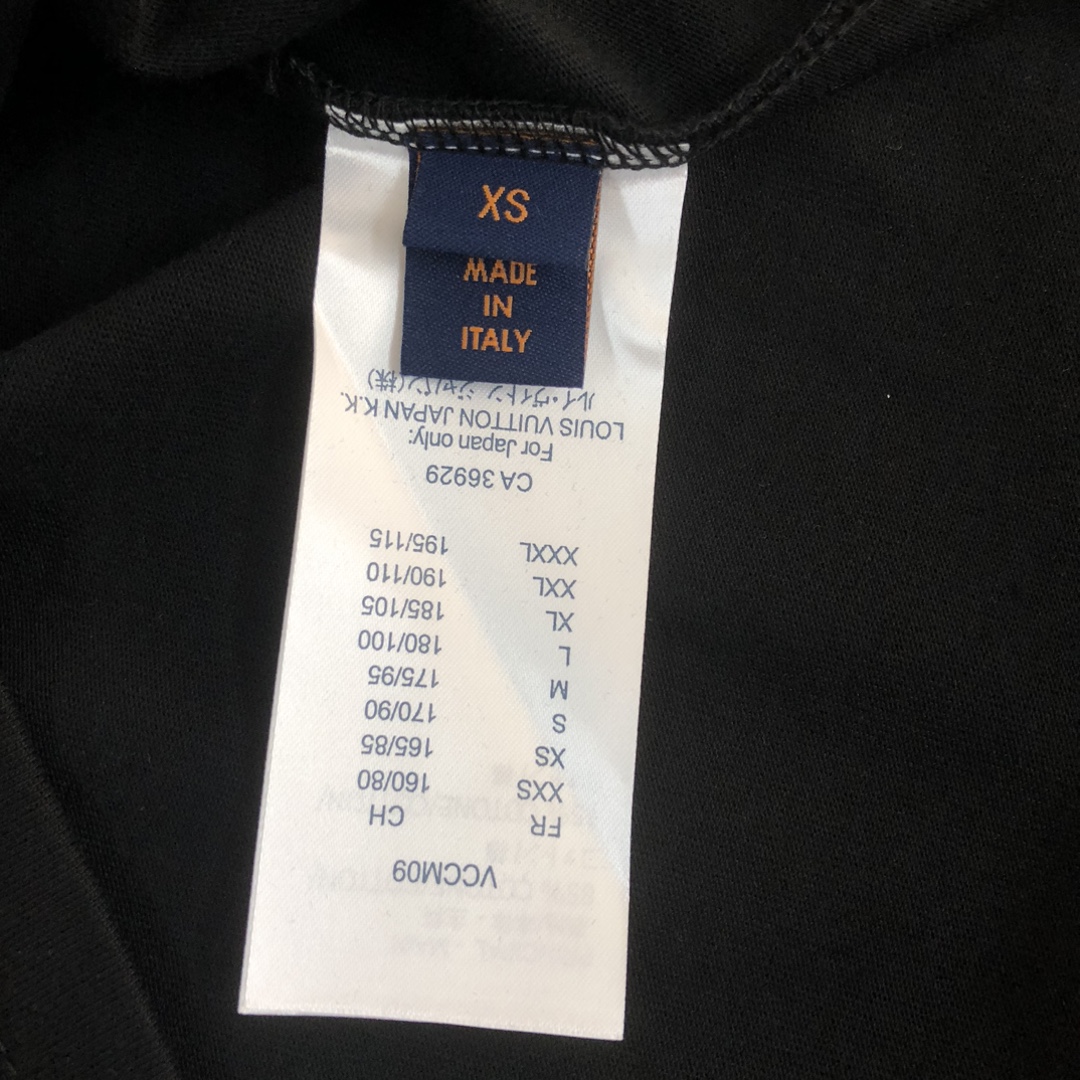 XS
MADE
IN
ITALY
VCCM09
FR CH
XXS 160/80
XS 165/85
S 170/90
M 175/95
L 180/100
XL 185/105
XXL 190/110
XXXL 195/115
CA 36929
For Japan only:
LOUIS VUITTON JAPAN K.K.
ルイ・ヴィトン ジャパン(株)